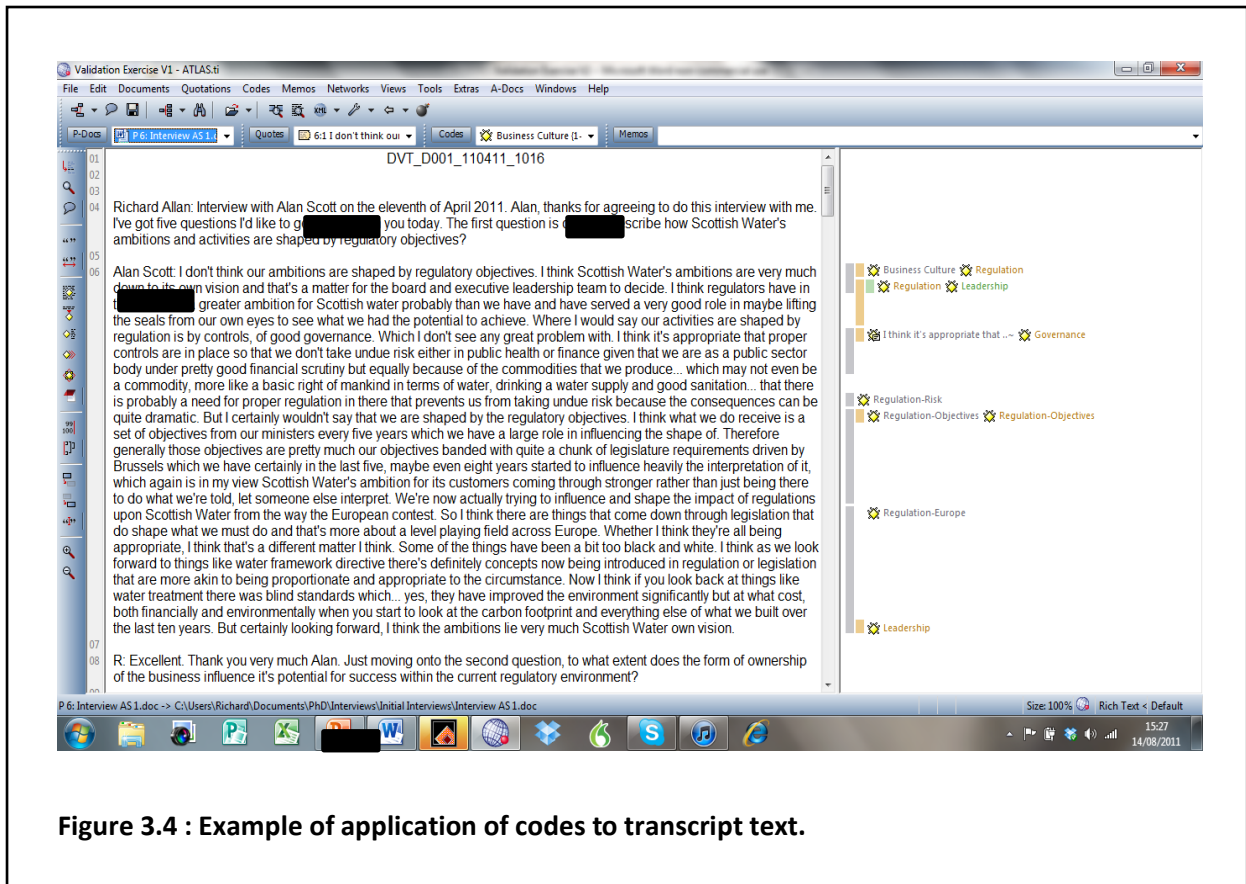 Validation Exercise V1 - ATLAS.ti
File Edit Documents Quotations Codes Memos Networks Views Tools Extras A-Docs Windows Help
P-Docs P 6: Interview AS 1.d Quotes 6:1 I don't think our Codes Business Culture {1- Memos
01 DVT_D001_110411_1016
02
03
04 Richard Allan: Interview with Alan Scott on the eleventh of April 2011. Alan, thanks for agreeing to do this interview with me.
I've got five questions I'd like to g you today. The first question is scribe how Scottish Water's
ambitions and activities are shaped by regulatory objectives?
05
06 Alan Scott: I don't think our ambitions are shaped by regulatory objectives. I think Scottish Water's ambitions are very much
down to its own vision and that's a matter for the board and executive leadership team to decide. I think regulators have in
t greater ambition for Scottish water probably than we have and have served a very good role in maybe lifting
the seals from our own eyes to see what we had the potential to achieve. Where I would say our activities are shaped by
regulation is by controls, of good governance. Which I don't see any great problem with. I think it's appropriate that proper
controls are in place so that we don't take undue risk either in public health or finance given that we are as a public sector
body under pretty good financial scrutiny but equally because of the commodities that we produce... which may not even be
a commodity, more like a basic right of mankind in terms of water, drinking a water supply and good sanitation... that there
is probably a need for proper regulation in there that prevents us from taking undue risk because the consequences can be
quite dramatic. But I certainly wouldn't say that we are shaped by the regulatory objectives. I think what we do receive is a
set of objectives from our ministers every five years which we have a large role in influencing the shape of. Therefore
generally those objectives are pretty much our objectives banded with quite a chunk of legislature requirements driven by
Brussels which we have certainly in the last five, maybe even eight years started to influence heavily the interpretation of it,
which again is in my view Scottish Water's ambition for its customers coming through stronger rather than just being there
to do what we're told, let someone else interpret. We're now actually trying to influence and shape the impact of regulations
upon Scottish Water from the way the European contest. So I think there are things that come down through legislation that
do shape what we must do and that's more about a level playing field across Europe. Whether I think they're all being
appropriate, I think that's a different matter I think. Some of the things have been a bit too black and white. I think as we look
forward to things like water framework directive there's definitely concepts now being introduced in regulation or legislation
that are more akin to being proportionate and appropriate to the circumstance. Now I think if you look back at things like
water treatment there was blind standards which... yes, they have improved the environment significantly but at what cost,
both financially and environmentally when you start to look at the carbon footprint and everything else of what we built over
the last ten years. But certainly looking forward, I think the ambitions lie very much Scottish Water own vision.
07
08 R: Excellent. Thank you very much Alan. Just moving onto the second question, to what extent does the form of ownership
of the business influence it's potential for success within the current regulatory environment?
Business Culture Regulation
Regulation Leadership
I think it's appropriate that ..~ Governance
Regulation-Risk
Regulation-Objectives Regulation-Objectives
Regulation-Europe
Leadership
P 6: Interview AS 1.doc -> C:\Users\Richard\Documents\PhD\Interviews\Initial Interviews\Interview AS1.doc Size: 100% Rich Text < Default
15:27
14/08/2011
Figure 3.4 : Example of application of codes to transcript text.